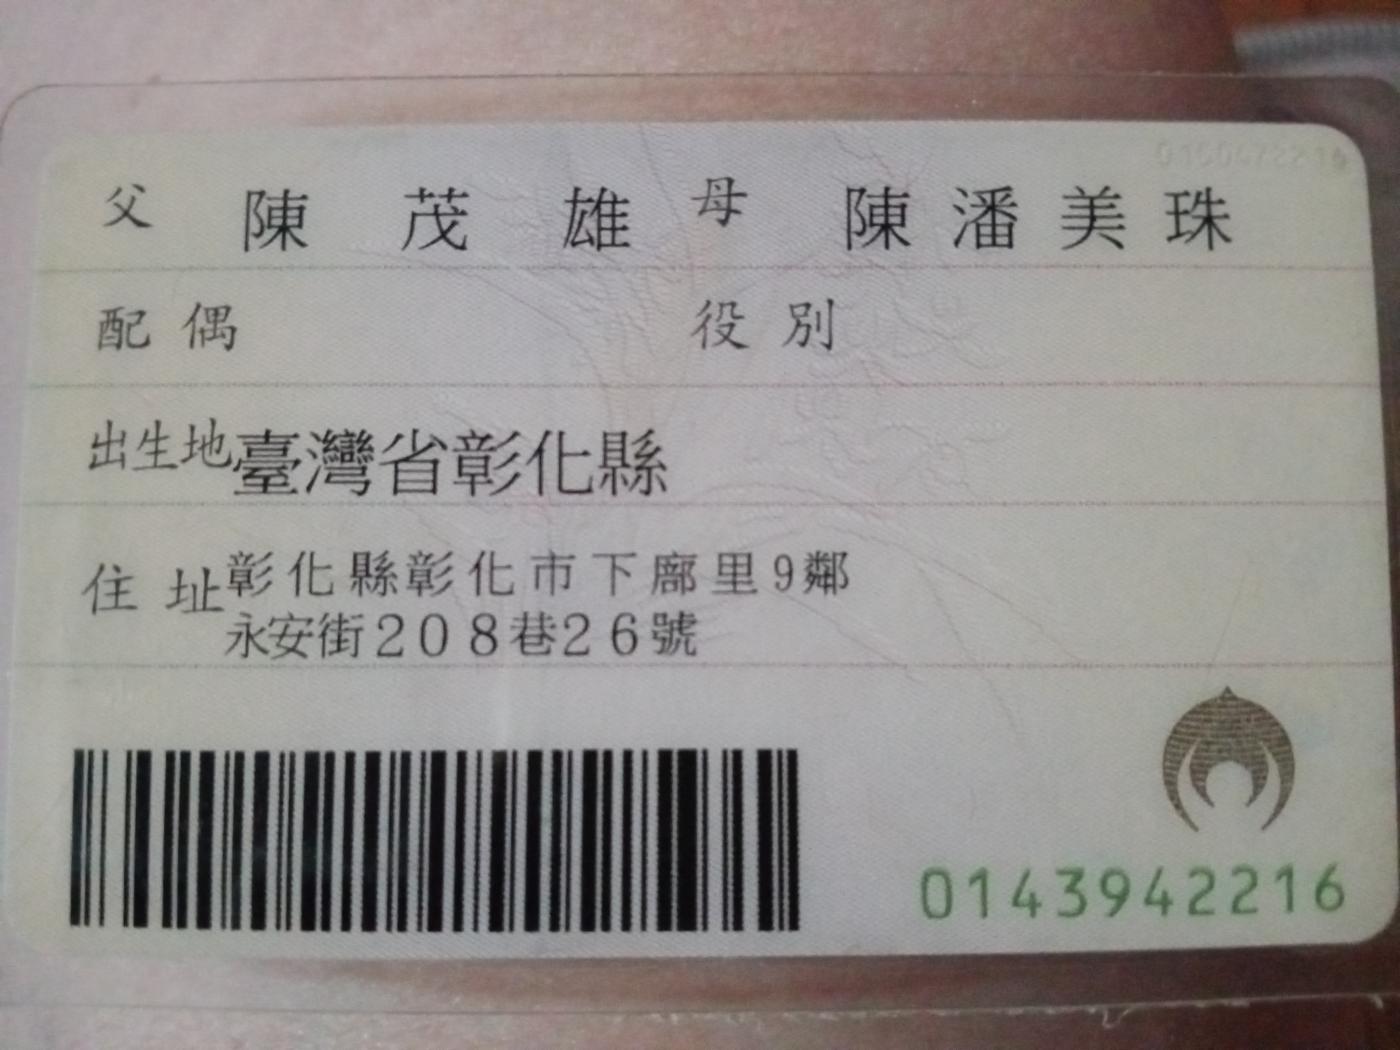 父 陳茂雄 母 陳潘美珠
配偶 役別
出生地 臺灣省彰化縣
住址 彰化縣彰化市下廍里9鄰
永安街208巷26號
0143942216